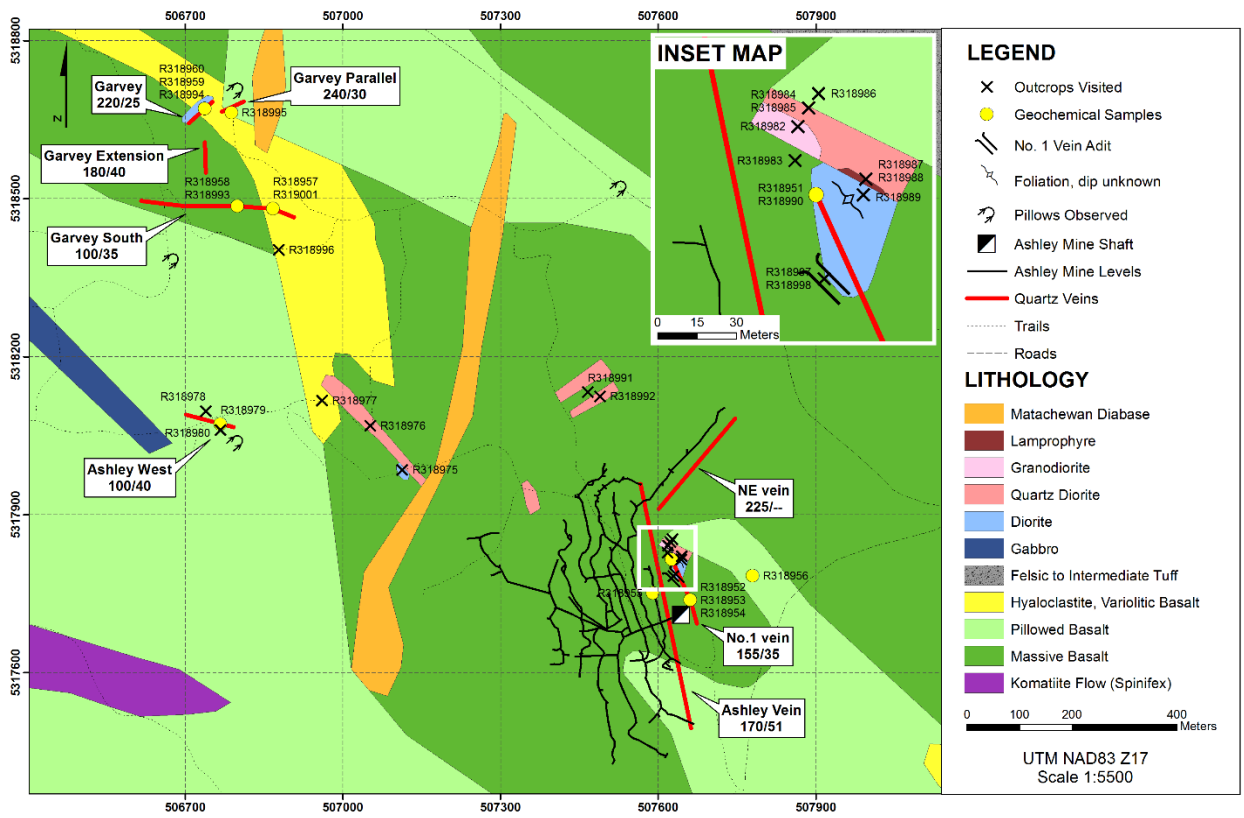 506700
507000
507300
507600
507900
5318800
5318500
5318200
5317900
5317600
N
R318960
R318959
R318994
Garvey
220/25
Garvey Parallel
240/30
R318995
Garvey Extension
180/40
R318958
R318993
R318957
R319001
Garvey South
100/35
R318996
R318978
R318979
R318980
Ashley West
100/40
R318977
R318976
R318975
R318991
R318992
NE vein
225/--
R318956
R318955
R318952
R318953
R318954
No.1 vein
155/35
Ashley Vein
170/51
INSET MAP
R318984
R318985
R318986
R318982
R318983
R318987
R318988
R318951
R318990
R318989
R318998
0 15 30
Meters
506700
507000
507300
507600
507900
LEGEND
Outcrops Visited
Geochemical Samples
No. 1 Vein Adit
Foliation, dip unknown
Pillows Observed
Ashley Mine Shaft
Ashley Mine Levels
Quartz Veins
Trails
Roads
LITHOLOGY
Matachewan Diabase
Lamprophyre
Granodiorite
Quartz Diorite
Diorite
Gabbro
Felsic to Intermediate Tuff
Hyaloclastite, Variolitic Basalt
Pillowed Basalt
Massive Basalt
Komatiite Flow (Spinifex)
0 100 200 400
Meters
UTM NAD83 Z17
Scale 1:5500